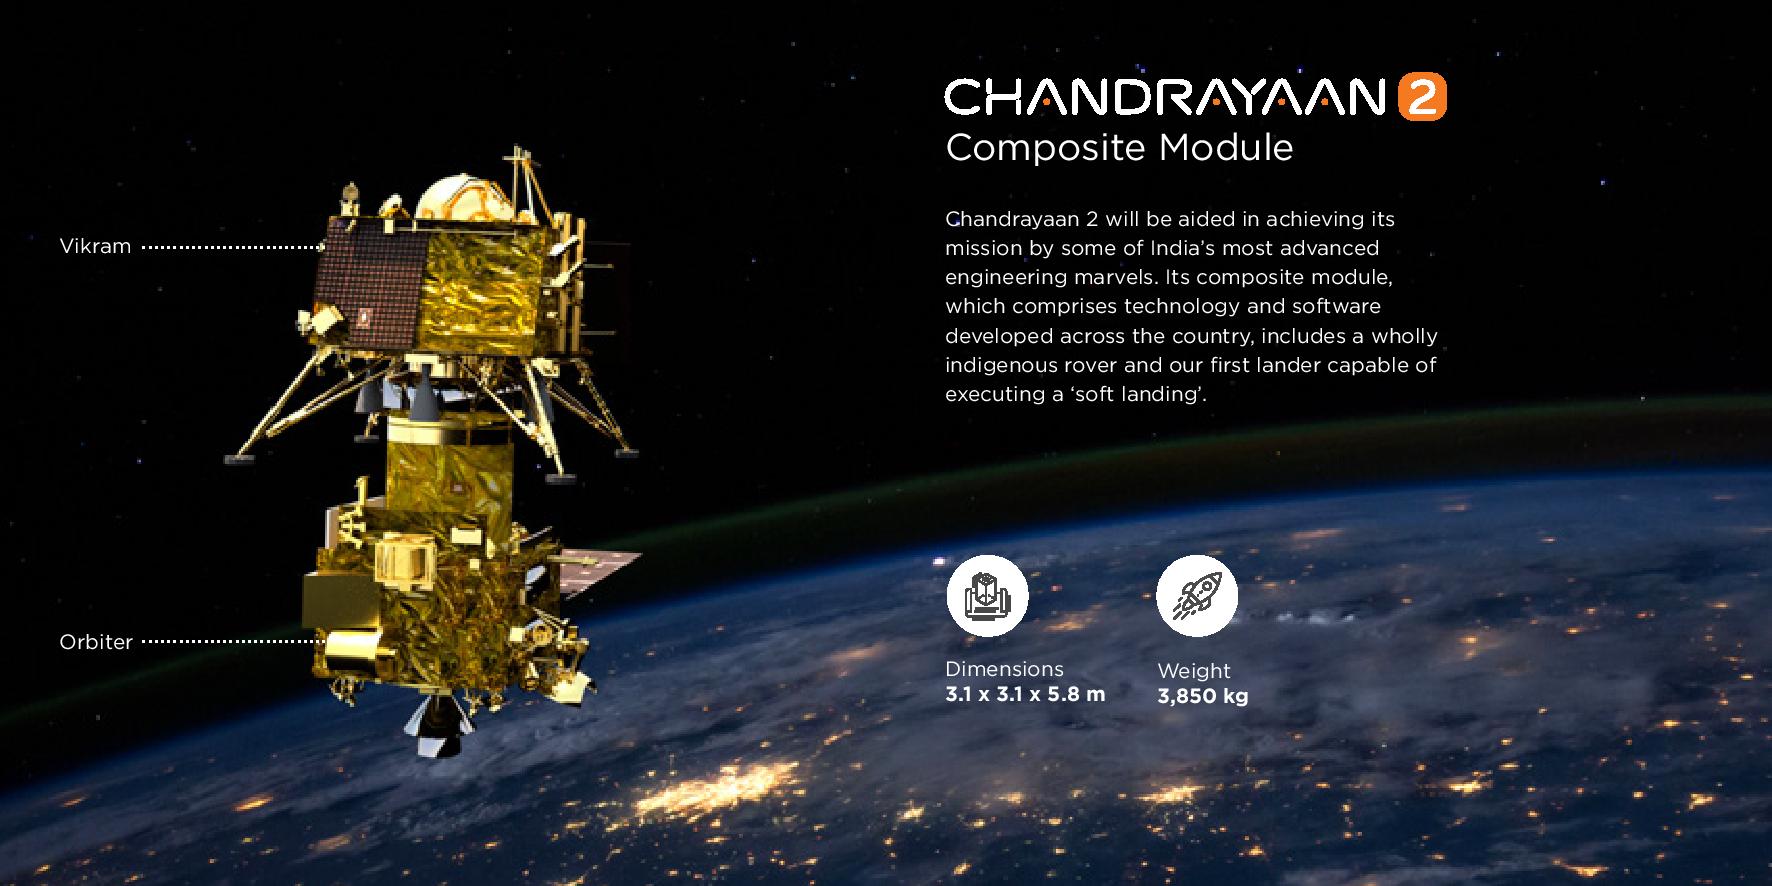 CHANDRAYAAN 2
Composite Module
Chandrayaan 2 will be aided in achieving its
mission by some of India’s most advanced
engineering marvels. Its composite module,
which comprises technology and software
developed across the country, includes a wholly
indigenous rover and our first lander capable of
executing a ‘soft landing’.
Vikram
Orbiter
Dimensions
3.1 x 3.1 x 5.8 m
Weight
3,850 kg